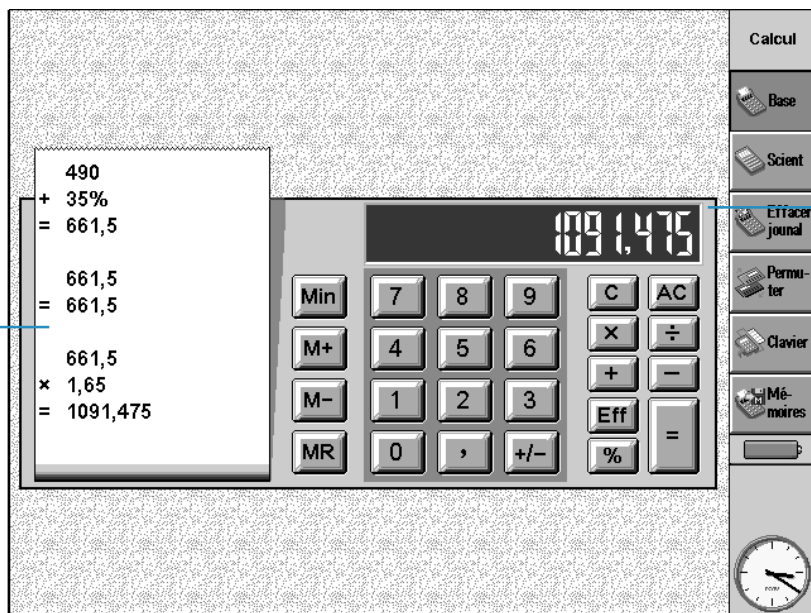 Calcul
490
+ 35%
= 661,5
661,5
= 661,5
661,5
× 1,65
= 1091,475
1091,475
Min 7 8 9 C AC
M+ 4 5 6 × ÷
+ −
M− 1 2 3 Eff =
MR 0 , +/− %
Base
Scient
Effacer
jounal
Permu-
ter
Clavier
Mé-
moires